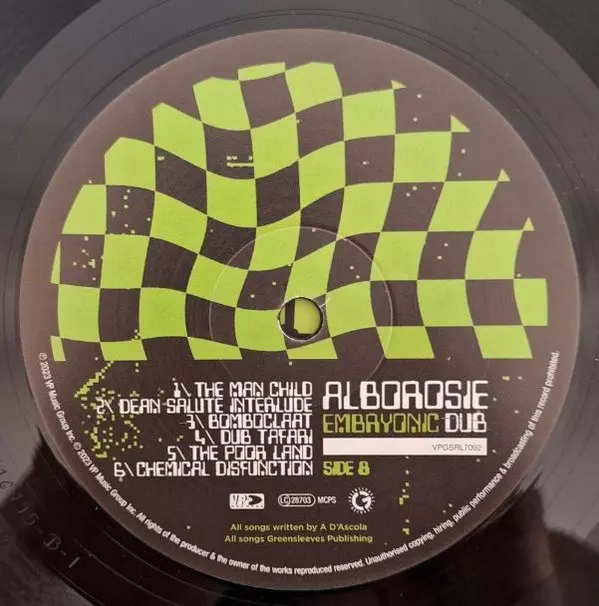 1\ THE MAN CHILD
2\ DEAN SALUTE INTERLUDE
3\ BOMBOCLAAT
4\ DUB TAFARI
5\ THE POOR LAND
6\ CHEMICAL DISFUNCTION
ALBOROSIE
EMBRYONIC DUB
VPGSRL7092
SIDE B
VP
LC 28703
MCPS
G
All songs written by A D'Ascola
All songs Greensleeves Publishing
℗ 2023 VP Music Group Inc. © 2023 VP Music Group Inc. All rights of the producer & the owner of the works reproduced reserved. Unauthorised copying, hiring, public performance & broadcasting of this record prohibited.
B-1